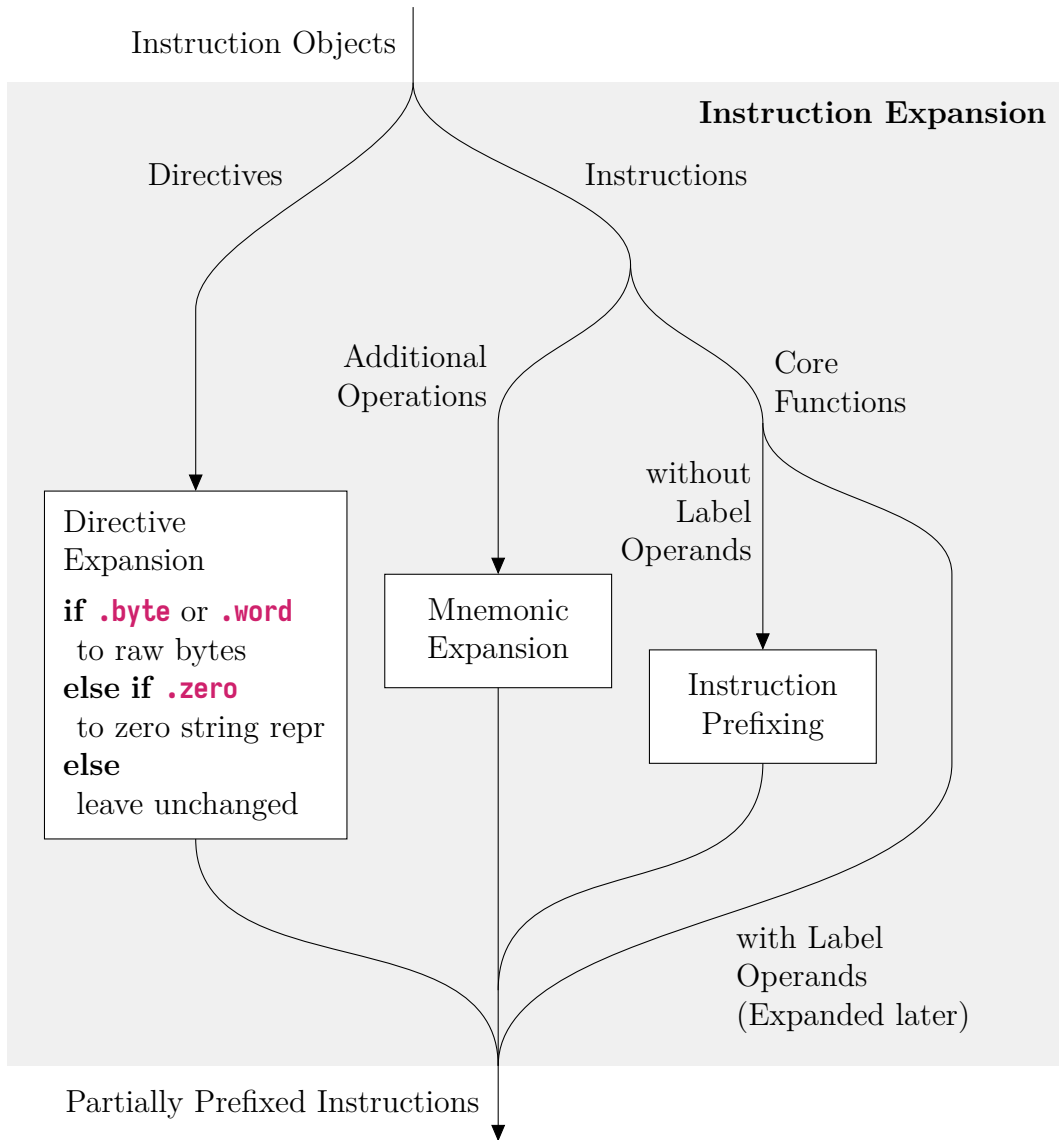 Instruction Objects
Instruction Expansion
Directives
Instructions
Additional
Operations
Core
Functions
without
Label
Operands
Directive
Expansion
if .byte or .word
to raw bytes
else if .zero
to zero string repr
else
leave unchanged
Mnemonic
Expansion
Instruction
Prefixing
with Label
Operands
(Expanded later)
Partially Prefixed Instructions